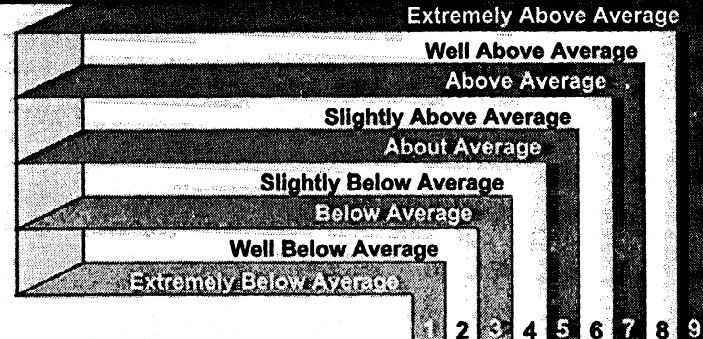 Extremely Above Average
Well Above Average
Above Average
Slightly Above Average
About Average
Slightly Below Average
Below Average
Well Below Average
Extremely Below Average
1 2 3 4 5 6 7 8 9